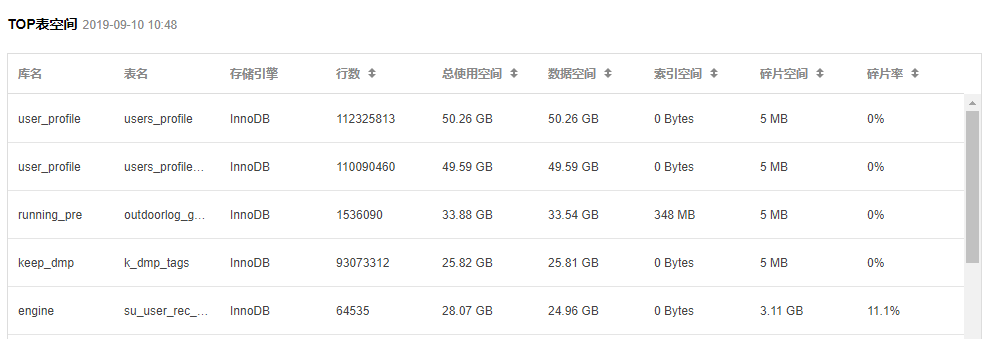 TOP表空间 2019-09-10 10:48
库名 表名 存储引擎 行数 总使用空间 数据空间 索引空间 碎片空间 碎片率
user_profile users_profile InnoDB 112325813 50.26 GB 50.26 GB 0 Bytes 5 MB 0%
user_profile users_profile... InnoDB 110090460 49.59 GB 49.59 GB 0 Bytes 5 MB 0%
running_pre outdoorlog_g... InnoDB 1536090 33.88 GB 33.54 GB 348 MB 5 MB 0%
keep_dmp k_dmp_tags InnoDB 93073312 25.82 GB 25.81 GB 0 Bytes 5 MB 0%
engine su_user_rec_... InnoDB 64535 28.07 GB 24.96 GB 0 Bytes 3.11 GB 11.1%